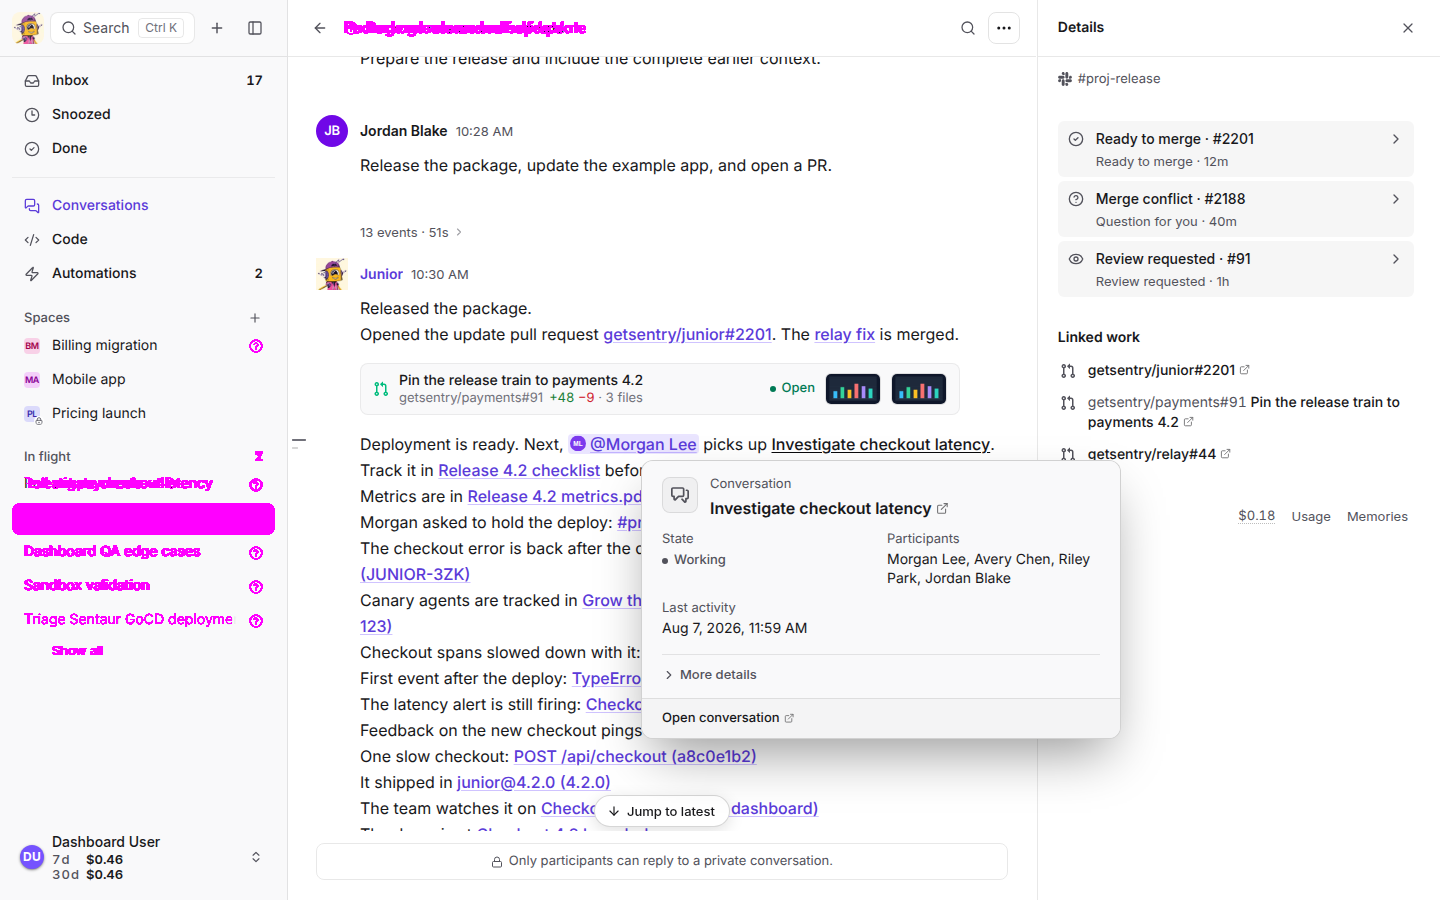 Search Ctrl K
Inbox 17
Snoozed
Done
Conversations
Code
Automations 2
Spaces
BM Billing migration
MA Mobile app
PL Pricing launch
In flight
Dashboard QA edge cases
Sandbox validation
Triage Sentaur GoCD deployme
Show all
DU Dashboard User
7d $0.46
30d $0.46
Prepare the release and include the complete earlier context.
JB Jordan Blake 10:28 AM
Release the package, update the example app, and open a PR.
13 events · 51s
Junior 10:30 AM
Released the package.
Opened the update pull request getsentry/junior#2201. The relay fix is merged.
Pin the release train to payments 4.2
getsentry/payments#91 +48 −9 · 3 files
Open
Deployment is ready. Next, ML @Morgan Lee picks up Investigate checkout latency.
Track it in Release 4.2 checklist
Metrics are in Release 4.2 metrics.pd
Morgan asked to hold the deploy: #pr
The checkout error is back after the
(JUNIOR-3ZK)
Canary agents are tracked in Grow th
123)
Checkout spans slowed down with it:
First event after the deploy: TypeErro
The latency alert is still firing: Checkc
Feedback on the new checkout pings
One slow checkout: POST /api/checkout (a8c0e1b2)
It shipped in junior@4.2.0 (4.2.0)
The team watches it on Checkc dashboard)
Jump to latest
Only participants can reply to a private conversation.
Conversation
Investigate checkout latency
State
Working
Participants
Morgan Lee, Avery Chen, Riley
Park, Jordan Blake
Last activity
Aug 7, 2026, 11:59 AM
More details
Open conversation
Details
#proj-release
Ready to merge · #2201
Ready to merge · 12m
Merge conflict · #2188
Question for you · 40m
Review requested · #91
Review requested · 1h
Linked work
getsentry/junior#2201
getsentry/payments#91 Pin the release train to
payments 4.2
getsentry/relay#44
$0.18 Usage Memories